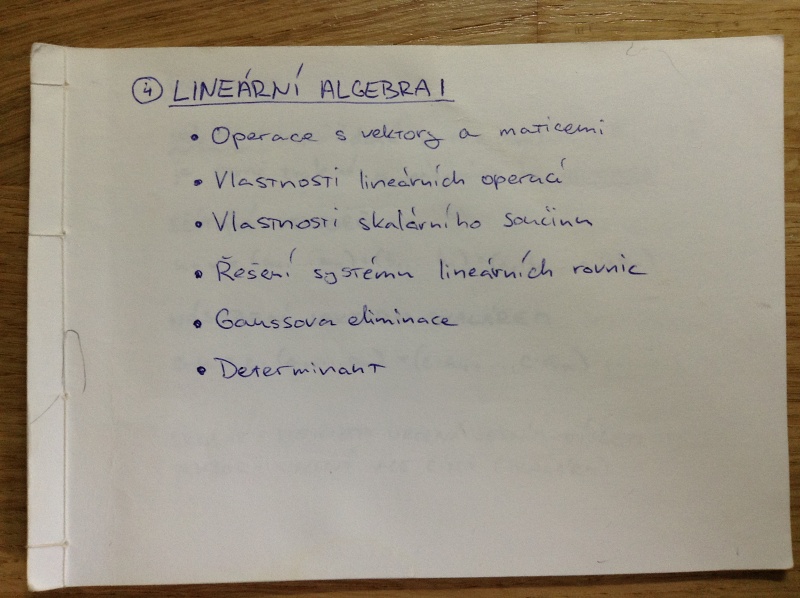 ④ LINEÁRNÍ ALGEBRA I
• Operace s vektory a maticemi
• Vlastnosti lineárních operací
• Vlastnosti skalárního součinu
• Řešení systému lineárních rovnic
• Gaussova eliminace
• Determinant